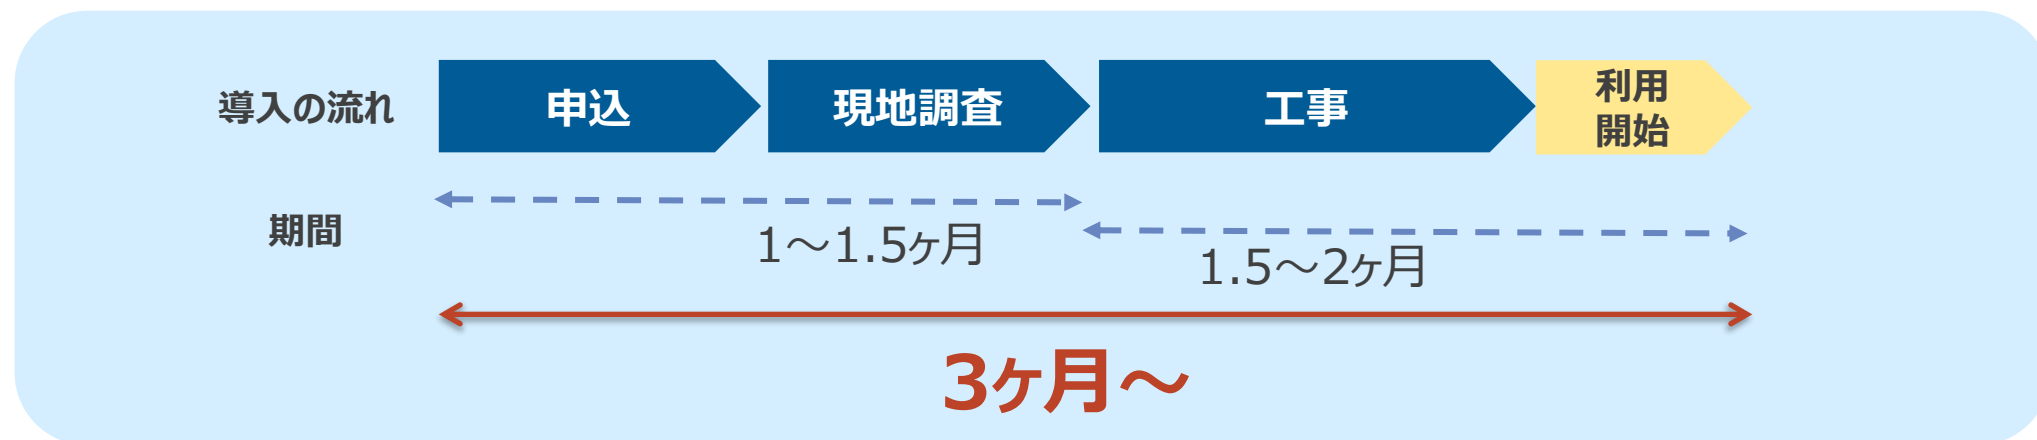 導入の流れ
申込
現地調査
工事
利用
開始
期間
1～1.5ヶ月
1.5～2ヶ月
3ヶ月～